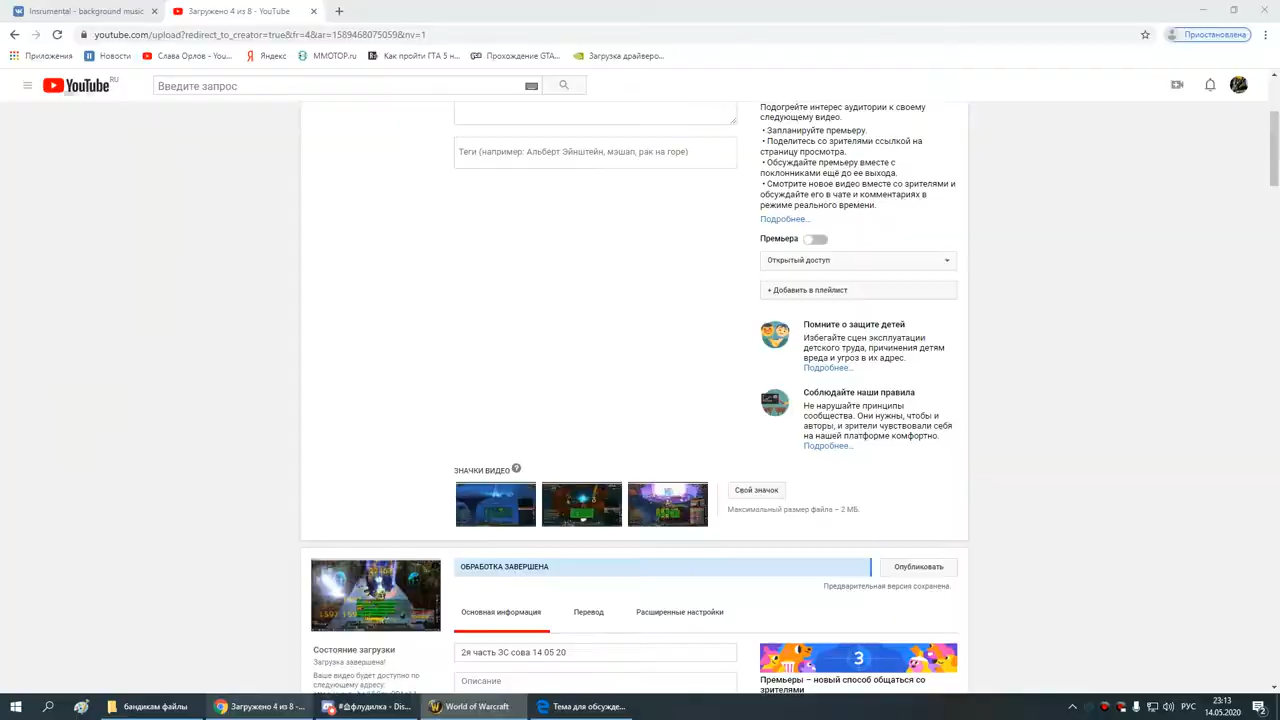 Insrumental - background music
Загружено 4 из 8 - YouTube
youtube.com/upload?redirect_to_creator=true&fr=4&ar=1589468075059&nv=1
Приостановлена
Приложения
Новости
Слава Орлов – You...
Яндекс
MMOTOP.ru
Как пройти ГТА 5 н...
Прохождение GTA...
Загрузка драйверо...
YouTube RU
Введите запрос
Подогрейте интерес аудитории к своему
следующему видео.
• Запланируйте премьеру.
• Поделитесь со зрителями ссылкой на
страницу просмотра.
• Обсуждайте премьеру вместе с
поклонниками ещё до ее выхода.
• Смотрите новое видео вместе со зрителями и
обсуждайте его в чате и комментариях в
режиме реального времени.
Подробнее...
Теги (например: Альберт Эйнштейн, мэшап, рак на горе)
Премьера
Открытый доступ
+ Добавить в плейлист
Помните о защите детей
Избегайте сцен эксплуатации
детского труда, причинения детям
вреда и угроз в их адрес.
Подробнее...
Соблюдайте наши правила
Не нарушайте принципы
сообщества. Они нужны, чтобы и
авторы, и зрители чувствовали себя
на нашей платформе комфортно.
Подробнее...
ЗНАЧКИ ВИДЕО
Свой значок
Максимальный размер файла – 2 МБ.
ОБРАБОТКА ЗАВЕРШЕНА
Опубликовать
Предварительная версия сохранена.
Основная информация
Перевод
Расширенные настройки
2я часть ЗС сова 14 05 20
Описание
3
Премьеры – новый способ общаться со
зрителями
Состояние загрузки
Загрузка завершена!
Ваше видео будет доступно по
следующему адресу:
бандикам файлы
Загружено 4 из 8 -...
World of Warcraft
Тема для обсужде...
РУС
23:13
14.05.2020